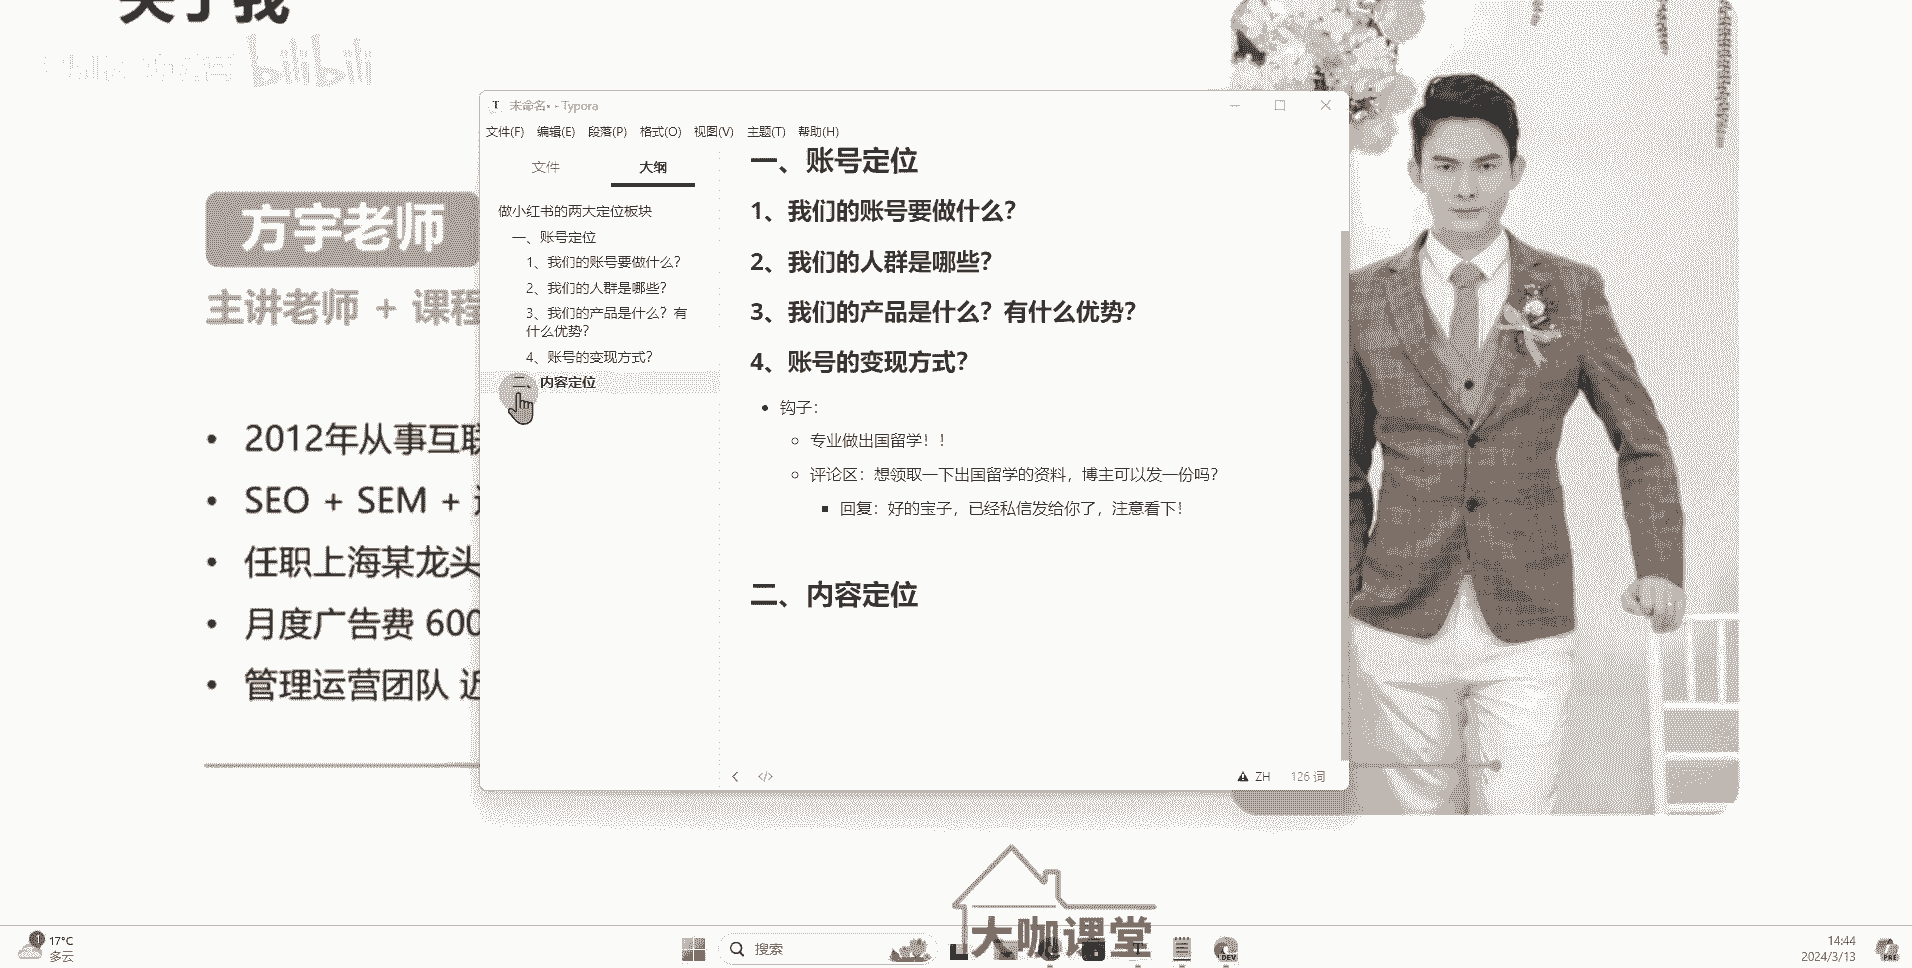 关于我
bilibili
方宇老师
主讲老师 + 课程
2012年从事互联
SEO + SEM +
任职上海某龙头
月度广告费 600
管理运营团队 近
T 未命名• - Typora
文件(F) 编辑(E) 段落(P) 格式(O) 视图(V) 主题(T) 帮助(H)
文件 大纲
做小红书的两大定位板块
一、账号定位
1、我们的账号要做什么?
2、我们的人群是哪些?
3、我们的产品是什么？有
什么优势?
4、账号的变现方式?
二、内容定位
一、账号定位
1、我们的账号要做什么?
2、我们的人群是哪些?
3、我们的产品是什么？有什么优势?
4、账号的变现方式?
钩子：
专业做出国留学！！
评论区：想领取一下出国留学的资料，博主可以发一份吗?
回复：好的宝子，已经私信发给你了，注意看下!
二、内容定位
ZH 126 词
大咖课堂
1
17°C
多云
搜索
T
DEV
14:44
2024/3/13
PRE